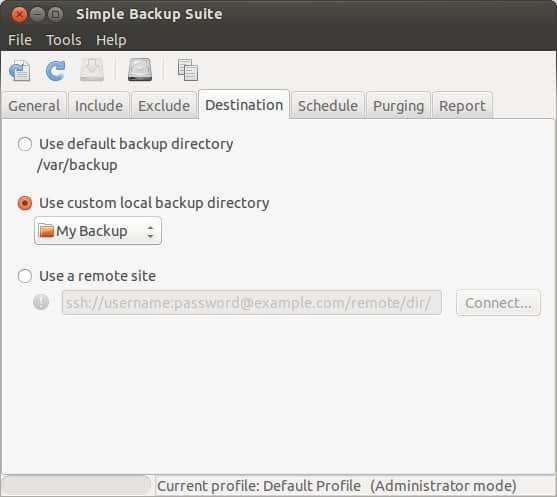 Simple Backup Suite
File Tools Help
General Include Exclude Destination Schedule Purging Report
Use default backup directory
/var/backup
Use custom local backup directory
My Backup
Use a remote site
ssh://username:password@example.com/remote/dir/ Connect...
Current profile: Default Profile (Administrator mode)